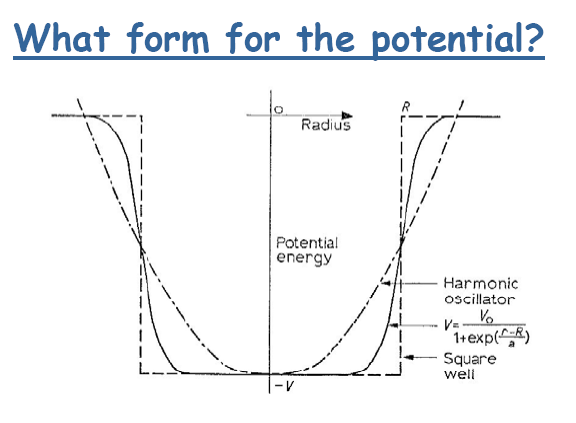 What form for the potential?
O
R
Radius
Potential
energy
Harmonic
oscillator
V= V₀
1+exp(r-R/a)
Square
well
-V